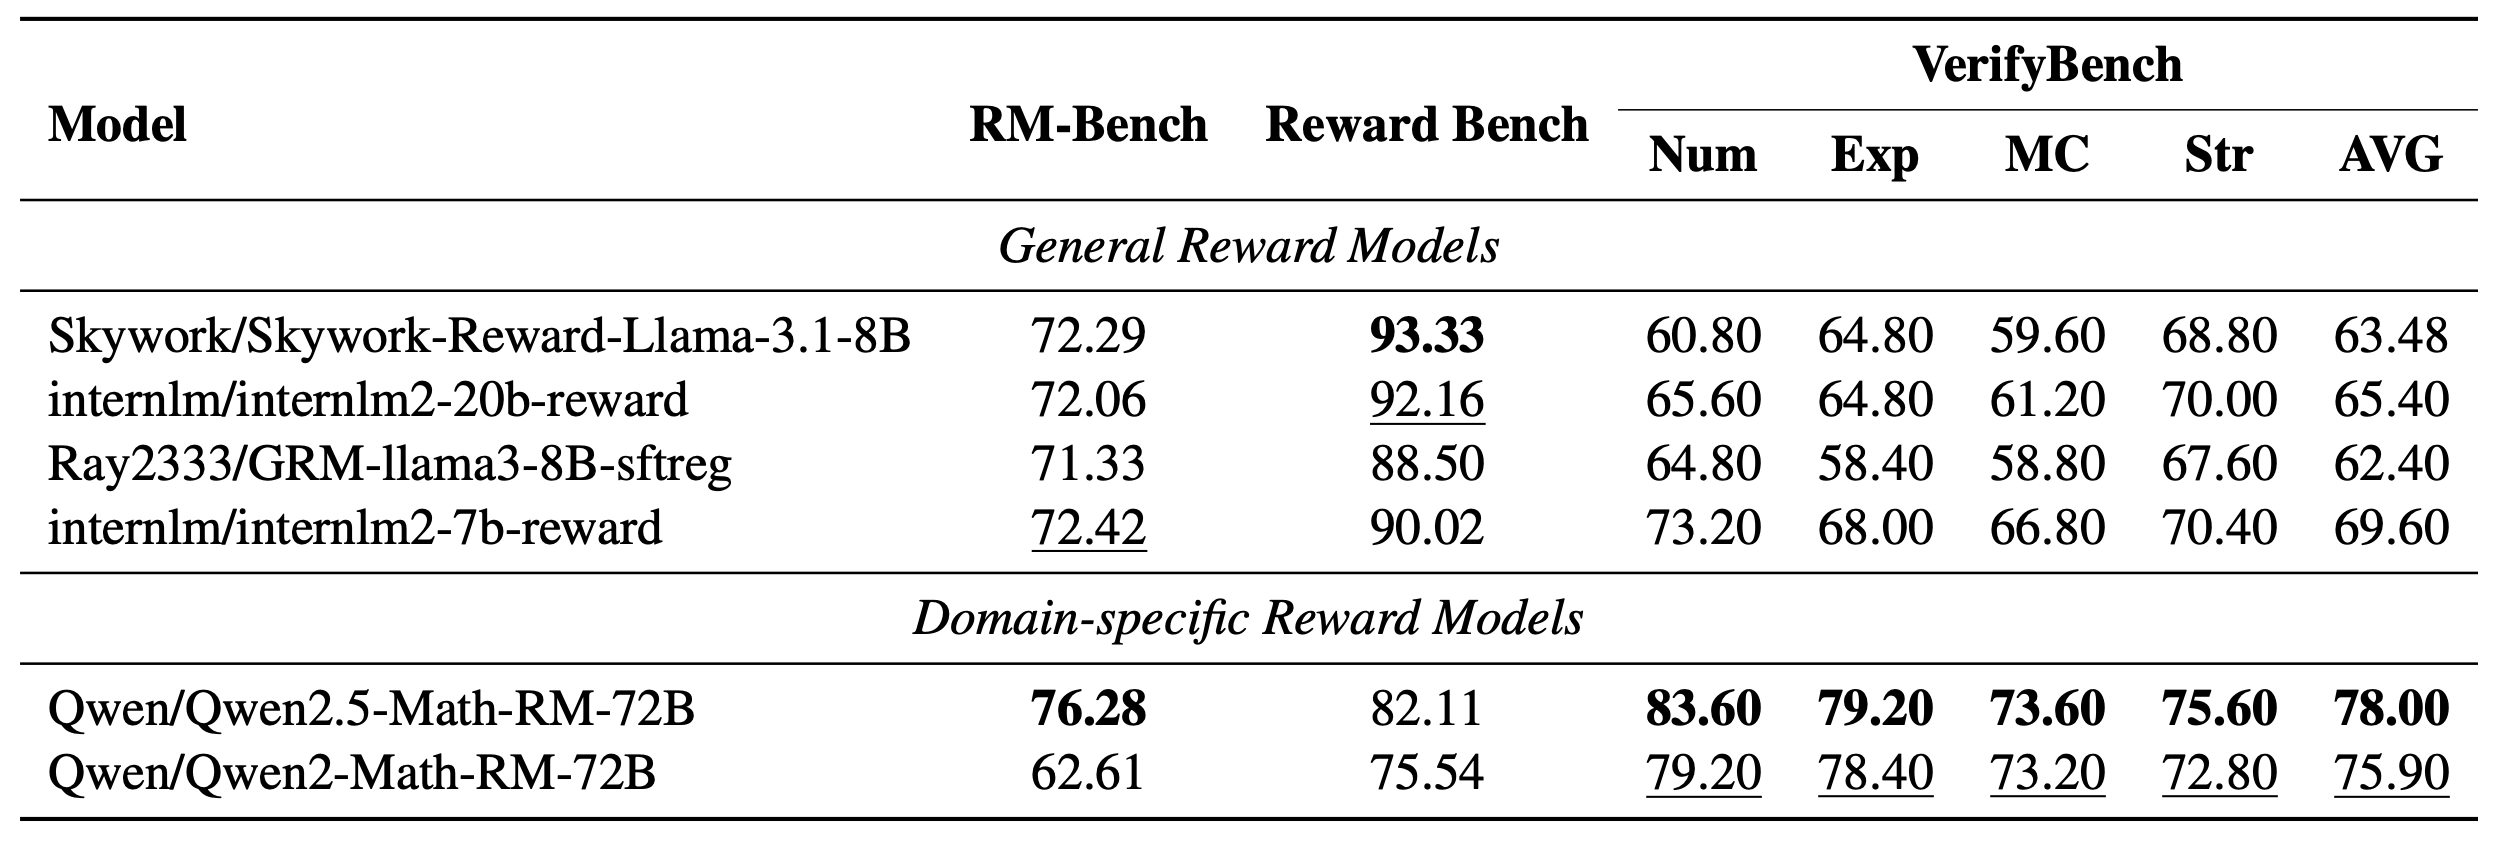 VerifyBench
Model RM-Bench Reward Bench
Num Exp MC Str AVG
General Reward Models
Skywork/Skywork-Reward-Llama-3.1-8B 72.29 93.33 60.80 64.80 59.60 68.80 63.48
internlm/internlm2-20b-reward 72.06 92.16 65.60 64.80 61.20 70.00 65.40
Ray2333/GRM-llama3-8B-sftreg 71.33 88.50 64.80 58.40 58.80 67.60 62.40
internlm/internlm2-7b-reward 72.42 90.02 73.20 68.00 66.80 70.40 69.60
Domain-specific Reward Models
Qwen/Qwen2.5-Math-RM-72B 76.28 82.11 83.60 79.20 73.60 75.60 78.00
Qwen/Qwen2-Math-RM-72B 62.61 75.54 79.20 78.40 73.20 72.80 75.90